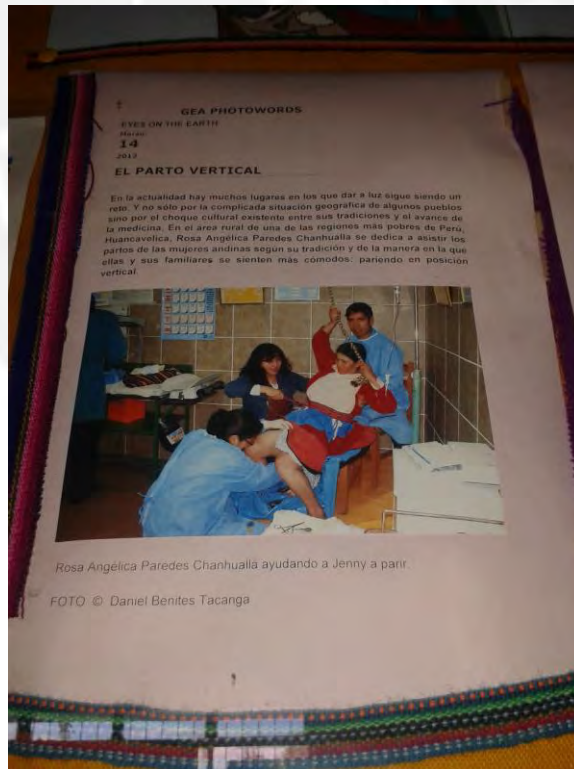 GEA PHOTOWORDS
EYES ON THE EARTH
Marzo
14
2012
EL PARTO VERTICAL
En la actualidad hay muchos lugares en los que dar a luz sigue siendo un
reto. Y no sólo por la complicada situación geográfica de algunos pueblos
sino por el choque cultural existente entre sus tradiciones y el avance de
la medicina. En el área rural de una de las regiones más pobres de Perú,
Huancavelica, Rosa Angélica Paredes Chanhualla se dedica a asistir los
partos de las mujeres andinas según su tradición y de la manera en la que
ellas y sus familiares se sienten más cómodos: pariendo en posición
vertical.
Rosa Angélica Paredes Chanhualla ayudando a Jenny a parir.
FOTO © Daniel Benites Tacanga